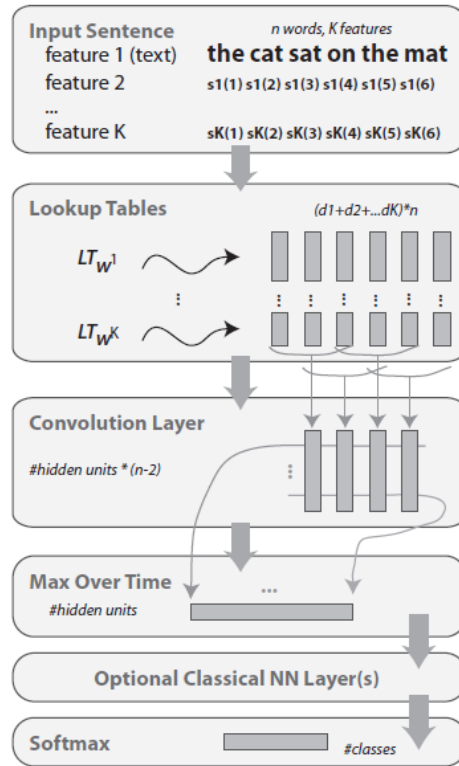 Input Sentence
n words, K features
feature 1 (text) the cat sat on the mat
feature 2 s1(1) s1(2) s1(3) s1(4) s1(5) s1(6)
...
feature K sK(1) sK(2) sK(3) sK(4) sK(5) sK(6)
Lookup Tables
(d1+d2+...dK)*n
LTw1
...
LTwK
Convolution Layer
#hidden units * (n-2)
Max Over Time
...
#hidden units
Optional Classical NN Layer(s)
Softmax
#classes